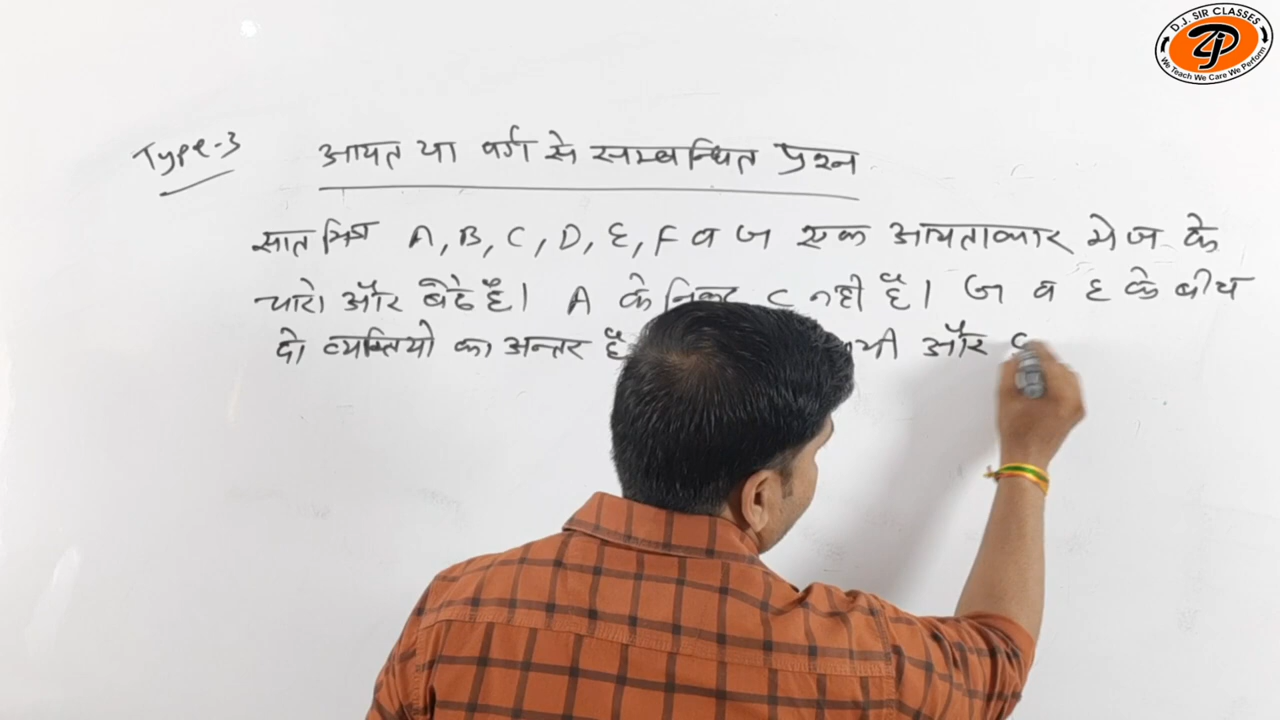 D.J. SIR CLASSES
We Teach We Care We Perform
Type-3 आयत या वर्ग से सम्बन्धित प्रश्न
सात मित्र A, B, C, D, E, F व G एक आयताकार मेज के
चारो और बैठे है। A के निकट C नही है। G व E के बीच
दो व्यक्तियो का अन्तर है और